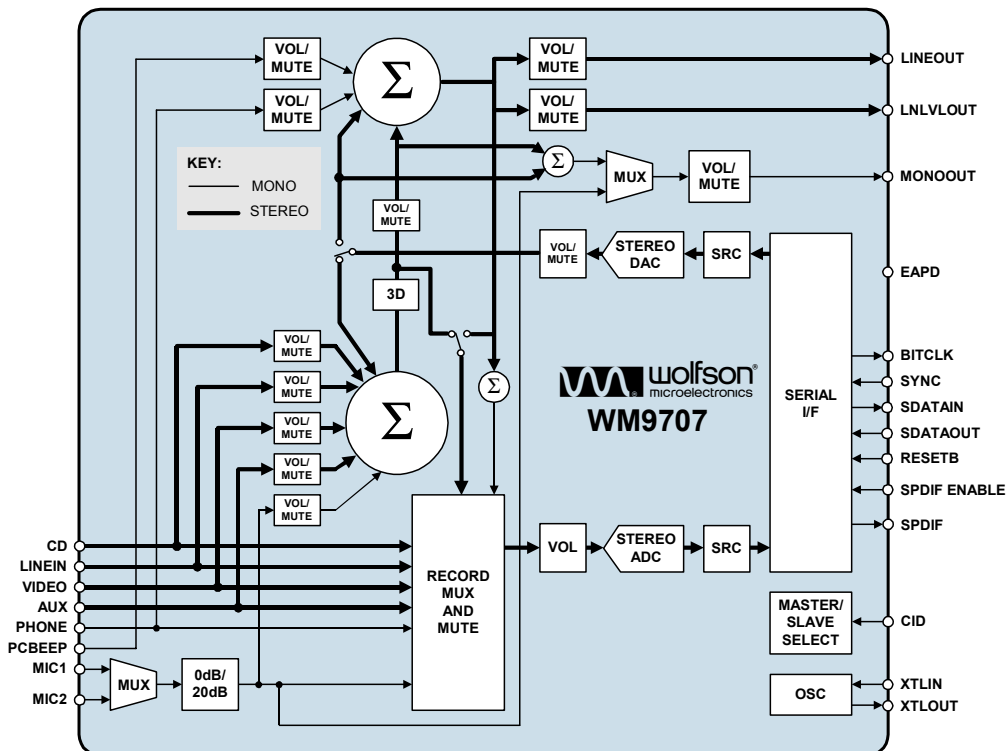 VOL/
MUTE
Σ
VOL/
MUTE
LINEOUT
VOL/
MUTE
VOL/
MUTE
LNLVLOUT
KEY:
MONO
STEREO
Σ
MUX
VOL/
MUTE
MONOOUT
VOL/
MUTE
VOL/
MUTE
STEREO
DAC
SRC
EAPD
3D
VOL/
MUTE
VOL/
MUTE
VOL/
MUTE
VOL/
MUTE
VOL/
MUTE
Σ
Σ
wolfson®
microelectronics
WM9707
SERIAL
I/F
BITCLK
SYNC
SDATAIN
SDATAOUT
RESETB
SPDIF ENABLE
SPDIF
CD
LINEIN
VIDEO
AUX
PHONE
PCBEEP
MIC1
MIC2
MUX
0dB/
20dB
RECORD
MUX
AND
MUTE
VOL
STEREO
ADC
SRC
MASTER/
SLAVE
SELECT
CID
OSC
XTLIN
XTLOUT